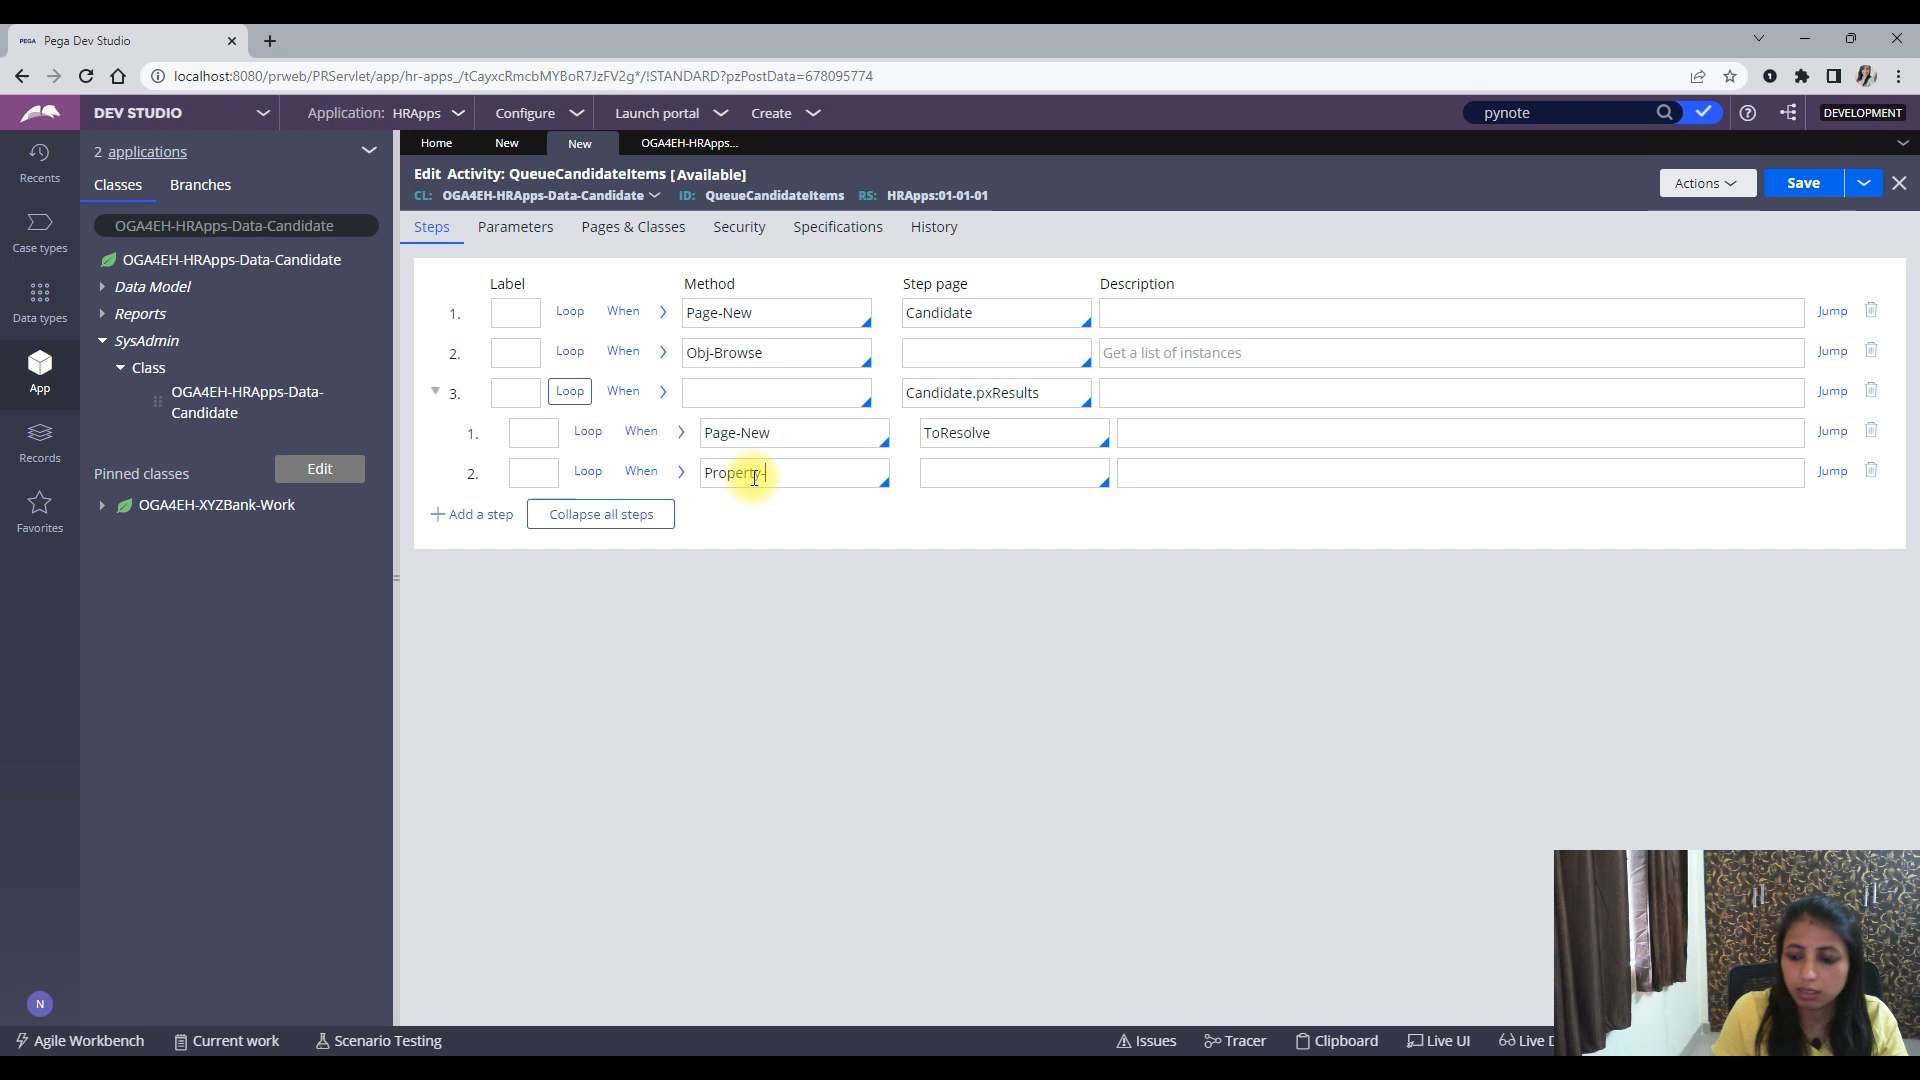 PEGA Pega Dev Studio
localhost:8080/prweb/PRServlet/app/hr-apps_/tCayxcRmcbMYBoR7JzFV2g*/!STANDARD?pzPostData=678095774
DEV STUDIO Application: HRApps Configure Launch portal Create pynote DEVELOPMENT
Home New New OGA4EH-HRApps...
Recents
Case types
Data types
App
Records
Favorites
N
2 applications
Classes Branches
OGA4EH-HRApps-Data-Candidate
OGA4EH-HRApps-Data-Candidate
Data Model
Reports
SysAdmin
Class
OGA4EH-HRApps-Data-
Candidate
Pinned classes Edit
OGA4EH-XYZBank-Work
Edit Activity: QueueCandidateItems [Available]
CL: OGA4EH-HRApps-Data-Candidate ID: QueueCandidateItems RS: HRApps:01-01-01
Actions Save
Steps Parameters Pages & Classes Security Specifications History
Label Method Step page Description
1. Loop When Page-New Candidate Jump
2. Loop When Obj-Browse Get a list of instances Jump
3. Loop When Candidate.pxResults Jump
1. Loop When Page-New ToResolve Jump
2. Loop When Property- Jump
Add a step Collapse all steps
Agile Workbench Current work Scenario Testing Issues Tracer Clipboard Live UI Live D